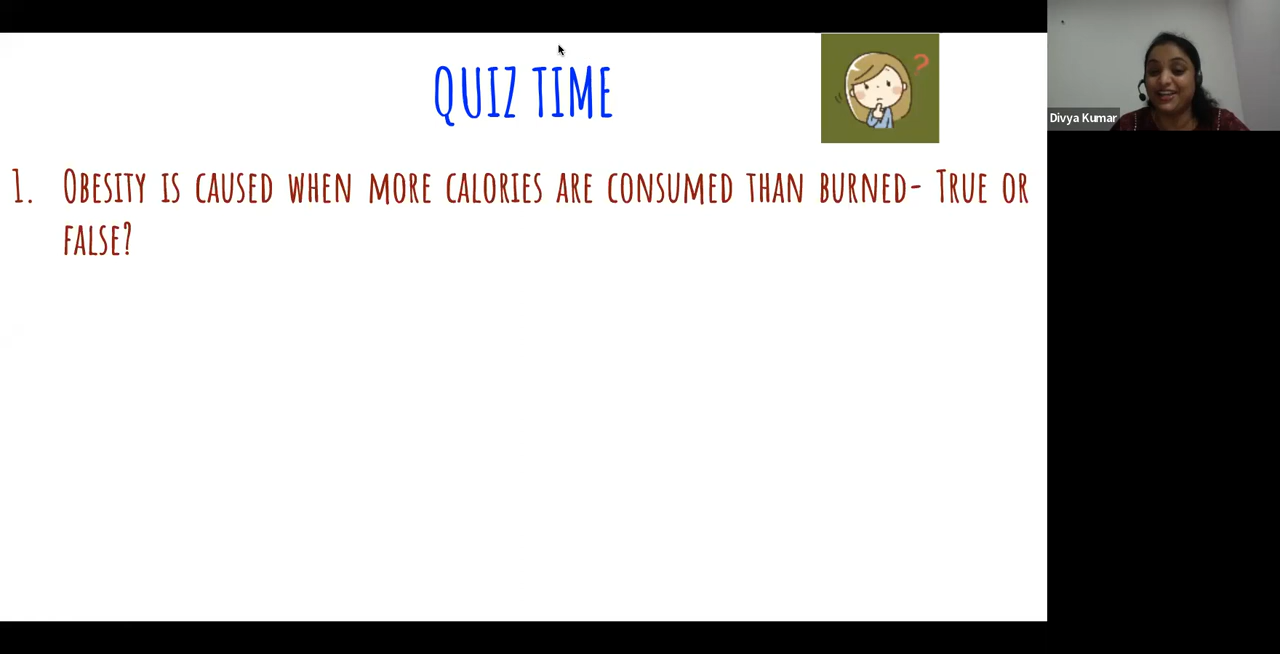 QUIZ TIME
?
Divya Kumar
1. OBESITY IS CAUSED WHEN MORE CALORIES ARE CONSUMED THAN BURNED- TRUE OR
FALSE?